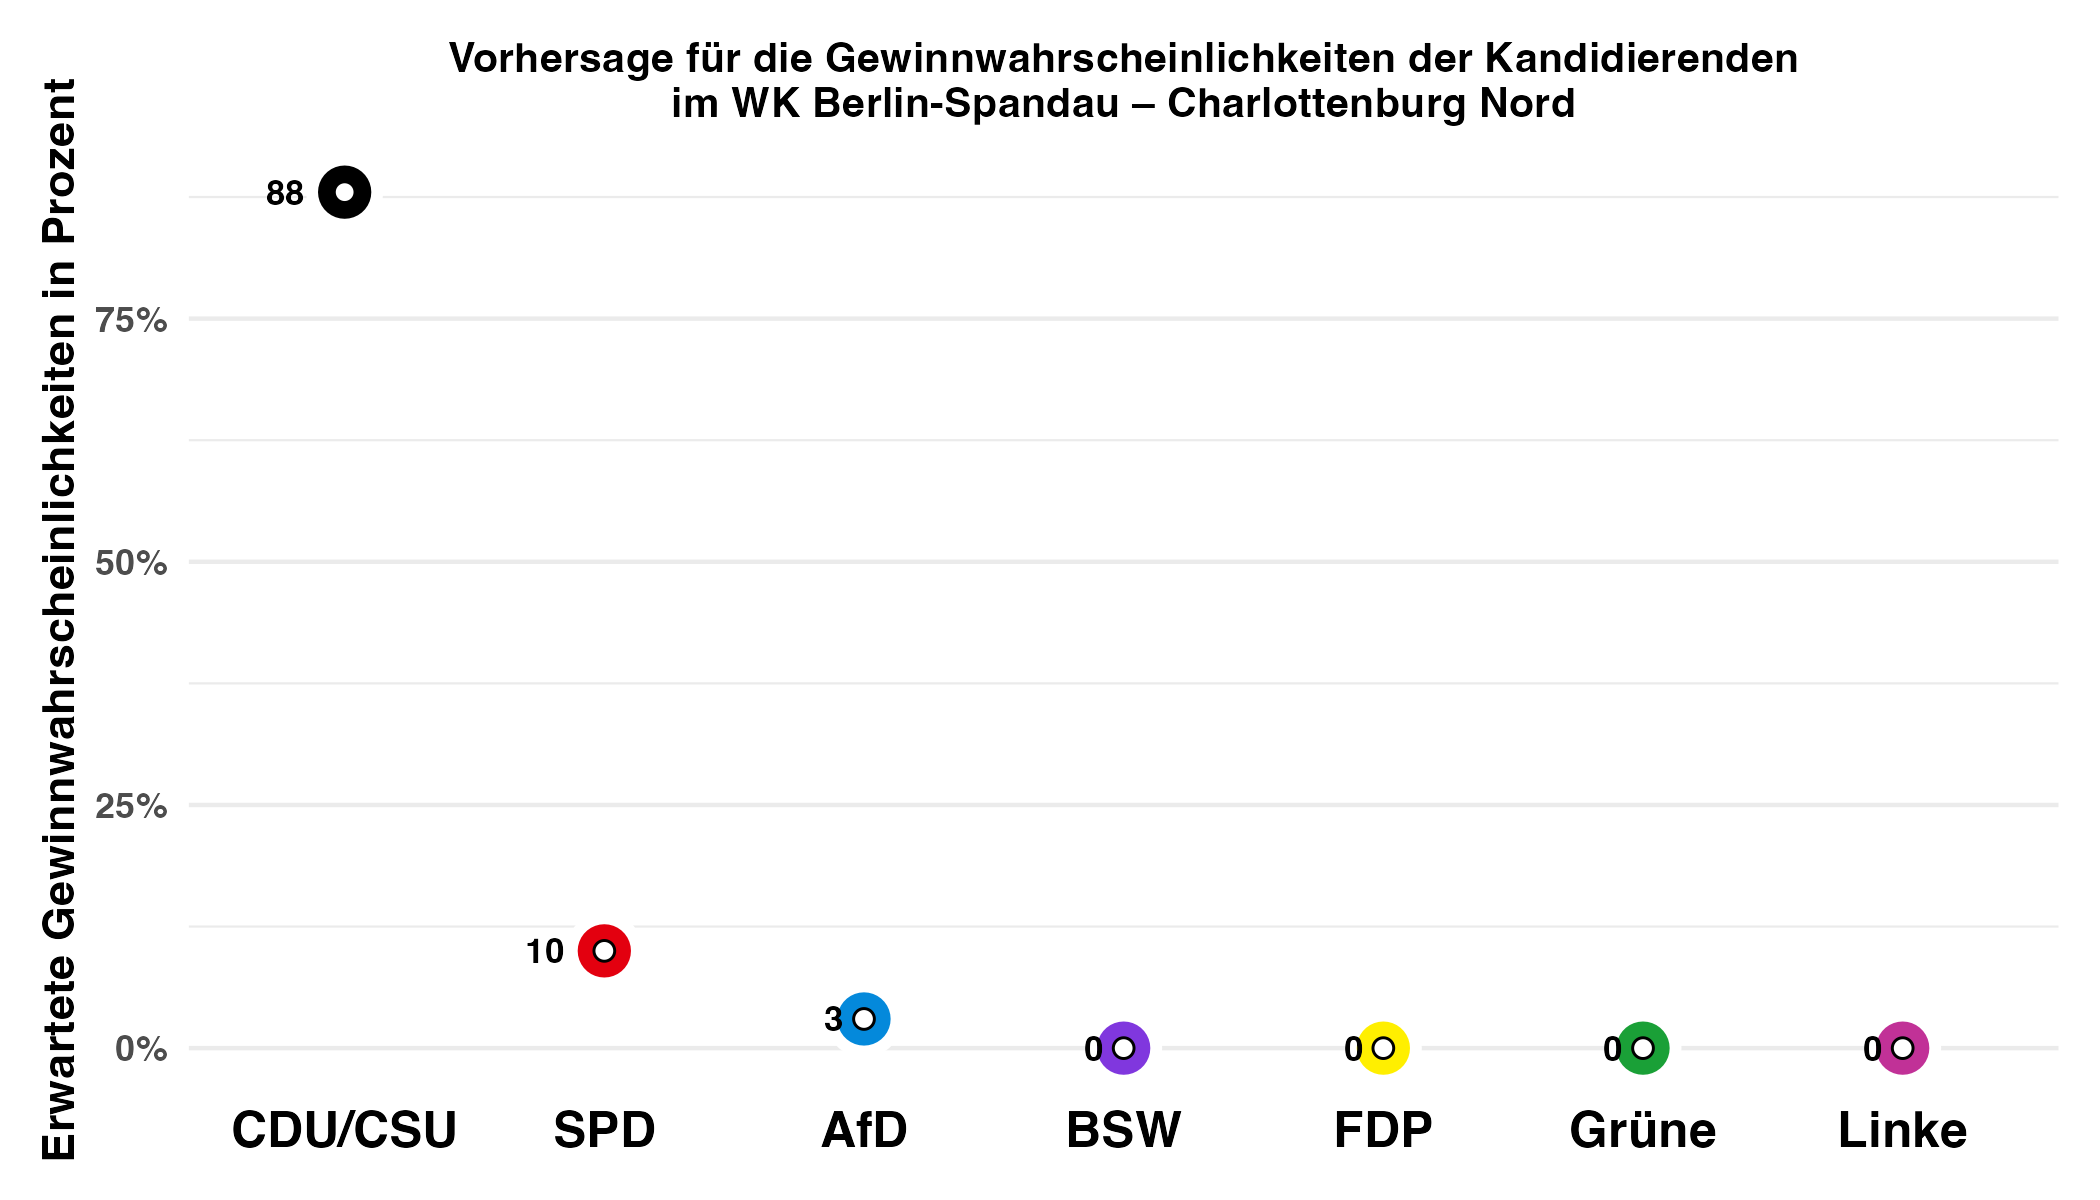 Vorhersage für die Gewinnwahrscheinlichkeiten der Kandidierenden
im WK Berlin-Spandau – Charlottenburg Nord
Erwartete Gewinnwahrscheinlichkeiten in Prozent
75%
50%
25%
0%
88
10
3
0
0
0
0
CDU/CSU
SPD
AfD
BSW
FDP
Grüne
Linke